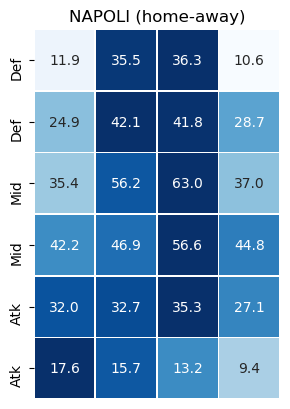 NAPOLI (home-away)
Def 11.9 35.5 36.3 10.6
Def 24.9 42.1 41.8 28.7
Mid 35.4 56.2 63.0 37.0
Mid 42.2 46.9 56.6 44.8
Atk 32.0 32.7 35.3 27.1
Atk 17.6 15.7 13.2 9.4